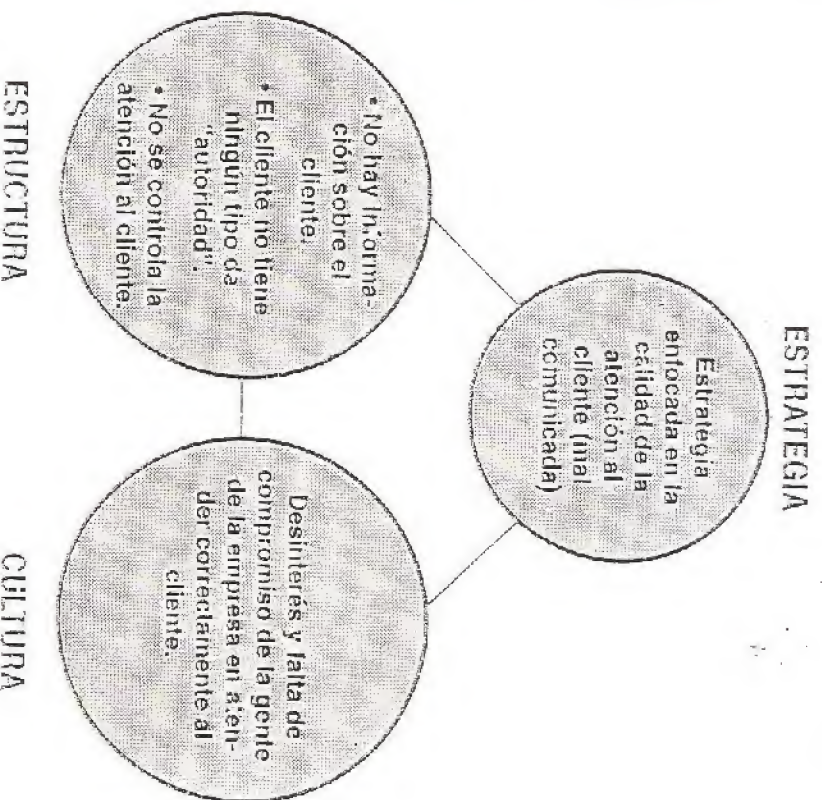 ESTRATEGIA
Estrategia
enfocada en la
calidad de la
atención al
cliente (mal
comunicada)
• No hay informa-
ción sobre el
cliente.
• El cliente no tiene
ningún tipo de
"autoridad".
• No se controla la
atención al cliente.
ESTRUCTURA
Desinterés y falta de
compromiso de la gente
de la empresa en aten-
der correctamente al
cliente.
CULTURA